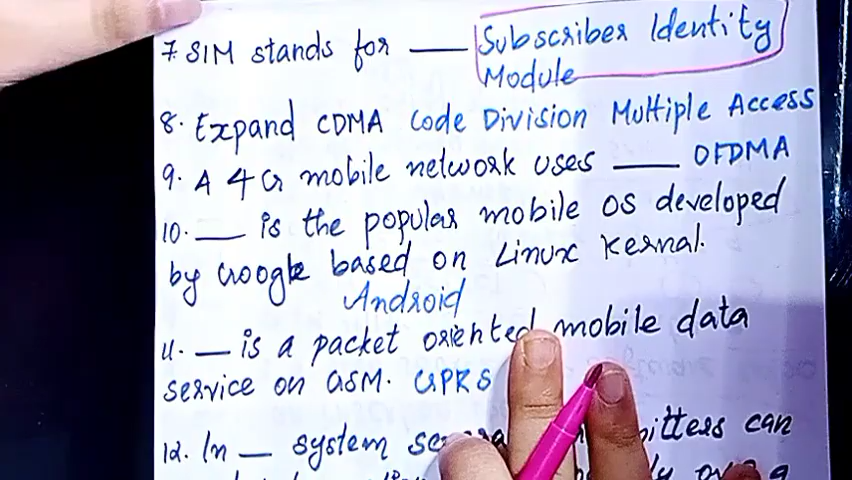 7. SIM stands for ___ Subscriber Identity
Module
8. Expand CDMA Code Division Multiple Access
9. A 4G mobile network uses ___ OFDMA
10. ___ is the popular mobile OS developed
by Google based on Linux Kernal.
Android
11. ___ is a packet oriented mobile data
service on GSM. GPRS
12. In ___ system can